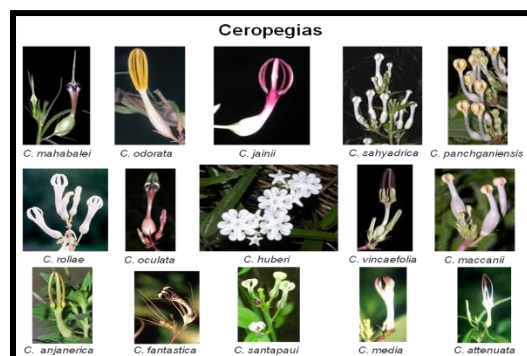 Ceropegias
C. mahabalei C. odorata C. jainii C. sahyadrica C. panchganiensis
C. rollae C. oculata C. huberi C. vincaefolia C. maccanii
C. anjanerica C. fantastica C. santapaui C. media C. attenuata